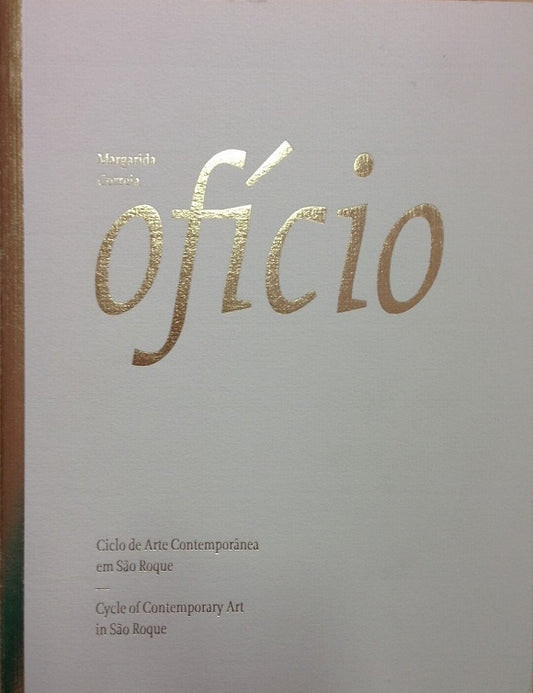 Margarida
Correia
ofício
Ciclo de Arte Contemporânea
em São Roque
—
Cycle of Contemporary Art
in São Roque